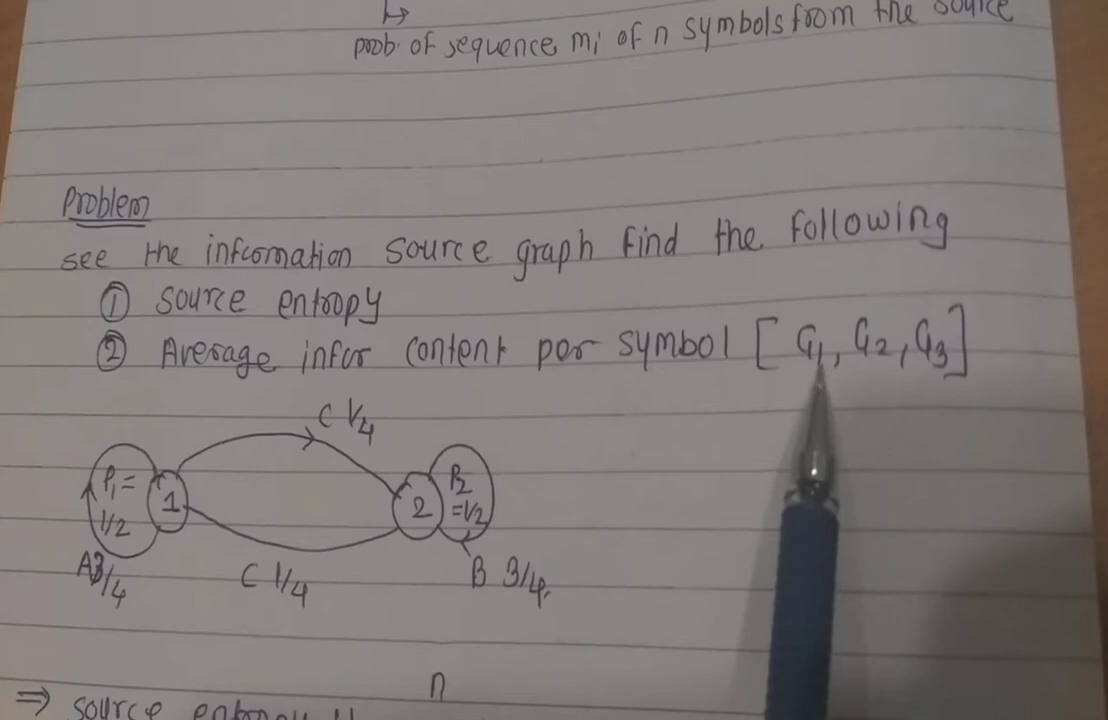 ↦
prob. of sequence mi of n symbols from the source
Problem
see the information source graph find the following
① source entropy
② Average infor content per symbol [G1, G2, G3]
C 1/4
P1 =
1/2
1
2
P2
=1/2
A 3/4
C 1/4
B 3/4
n
⇒ source entropy H